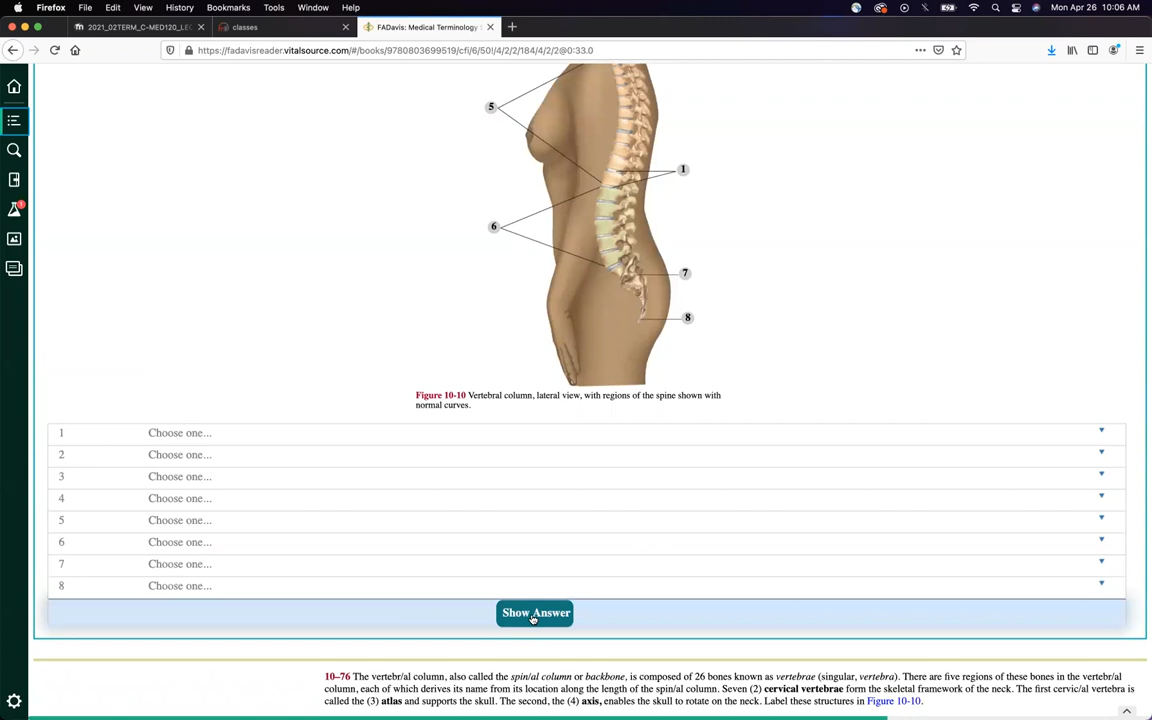 Firefox File Edit View History Bookmarks Tools Window Help Mon Apr 26 10:06 AM
2021_02TERM_C-MED120_LEC classes FADavis: Medical Terminology
https://fadavisreader.vitalsource.com/#/books/9780803699519/cfi/6/50!/4/2/2/184/4/2/2@0:33.0
5
1
1
6
7
8
Figure 10-10 Vertebral column, lateral view, with regions of the spine shown with
normal curves.
1 Choose one...
2 Choose one...
3 Choose one...
4 Choose one...
5 Choose one...
6 Choose one...
7 Choose one...
8 Choose one...
Show Answer
10–76 The vertebr/al column, also called the spin/al column or backbone, is composed of 26 bones known as vertebrae (singular, vertebra). There are five regions of these bones in the vertebr/al
column, each of which derives its name from its location along the length of the spin/al column. Seven (2) cervical vertebrae form the skeletal framework of the neck. The first cervic/al vertebra is
called the (3) atlas and supports the skull. The second, the (4) axis, enables the skull to rotate on the neck. Label these structures in Figure 10-10.